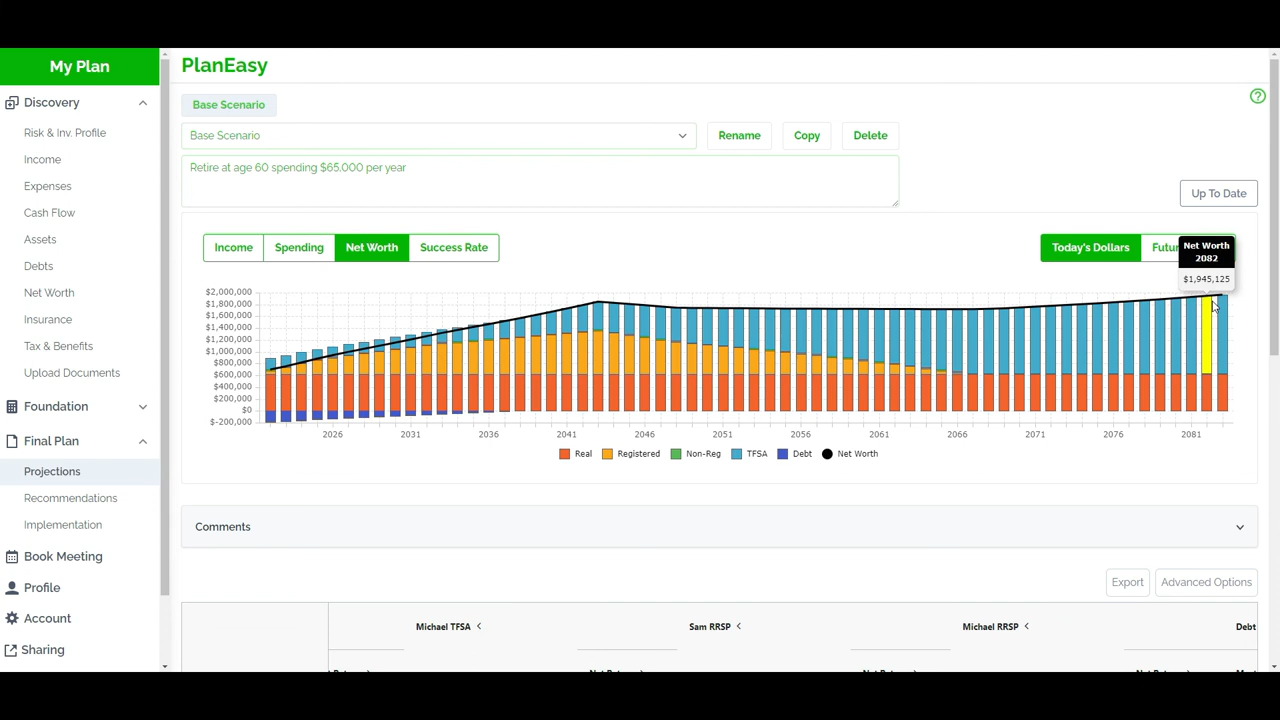 My Plan
Discovery
Risk & Inv. Profile
Income
Expenses
Cash Flow
Assets
Debts
Net Worth
Insurance
Tax & Benefits
Upload Documents
Foundation
Final Plan
Projections
Recommendations
Implementation
Book Meeting
Profile
Account
Sharing
PlanEasy
?
Base Scenario
Base Scenario Rename Copy Delete
Retire at age 60 spending $65,000 per year
Up To Date
Income Spending Net Worth Success Rate
Today's Dollars
Net Worth
2082
$1,945,125
$2,000,000
$1,800,000
$1,600,000
$1,400,000
$1,200,000
$1,000,000
$800,000
$600,000
$400,000
$200,000
$0
$-200,000
2026 2031 2036 2041 2046 2051 2056 2061 2066 2071 2076 2081
Real Registered Non-Reg TFSA Debt Net Worth
Comments
Export Advanced Options
Michael TFSA < Sam RRSP < Michael RRSP < Debt